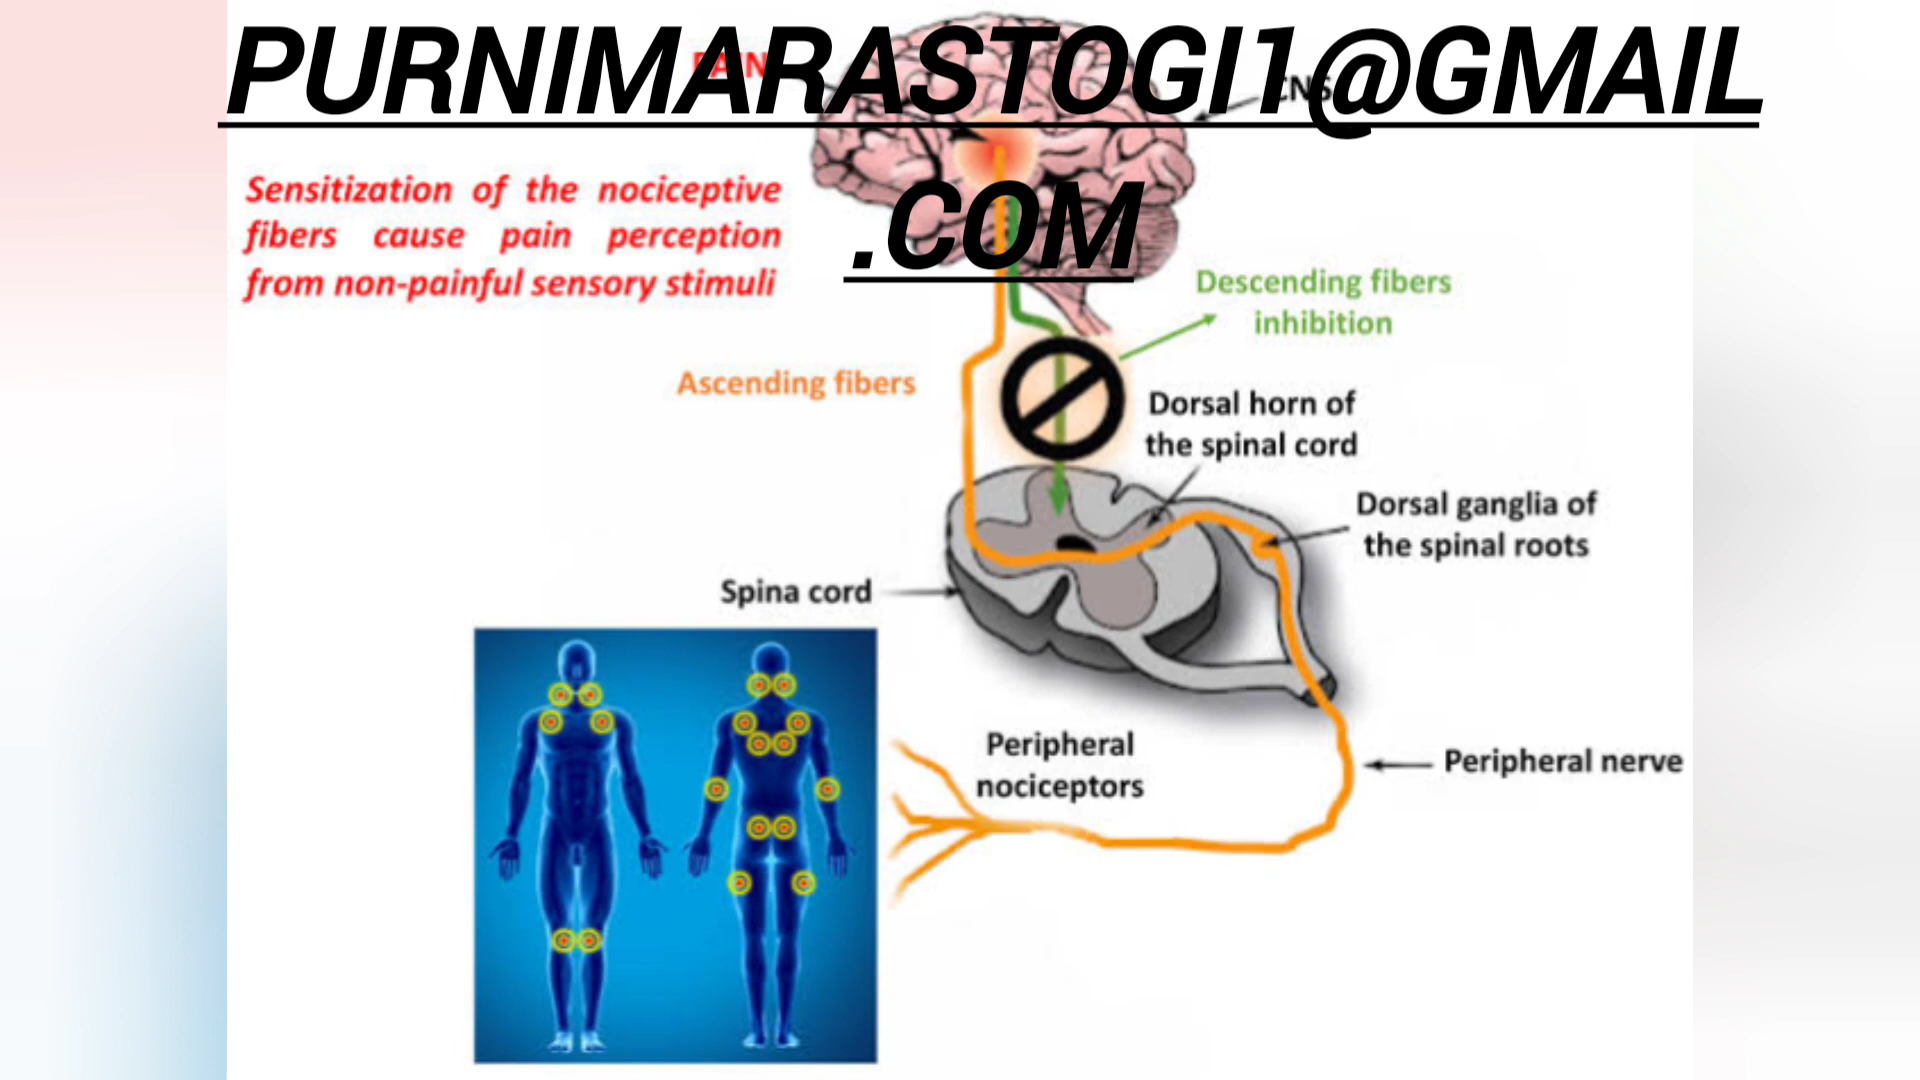 PURNIMARASTOGI1@GMAIL
.COM
PAIN
CNS
Sensitization of the nociceptive
fibers cause pain perception
from non-painful sensory stimuli
Descending fibers
inhibition
Ascending fibers
Dorsal horn of
the spinal cord
Dorsal ganglia of
the spinal roots
Spina cord
Peripheral
nociceptors
Peripheral nerve